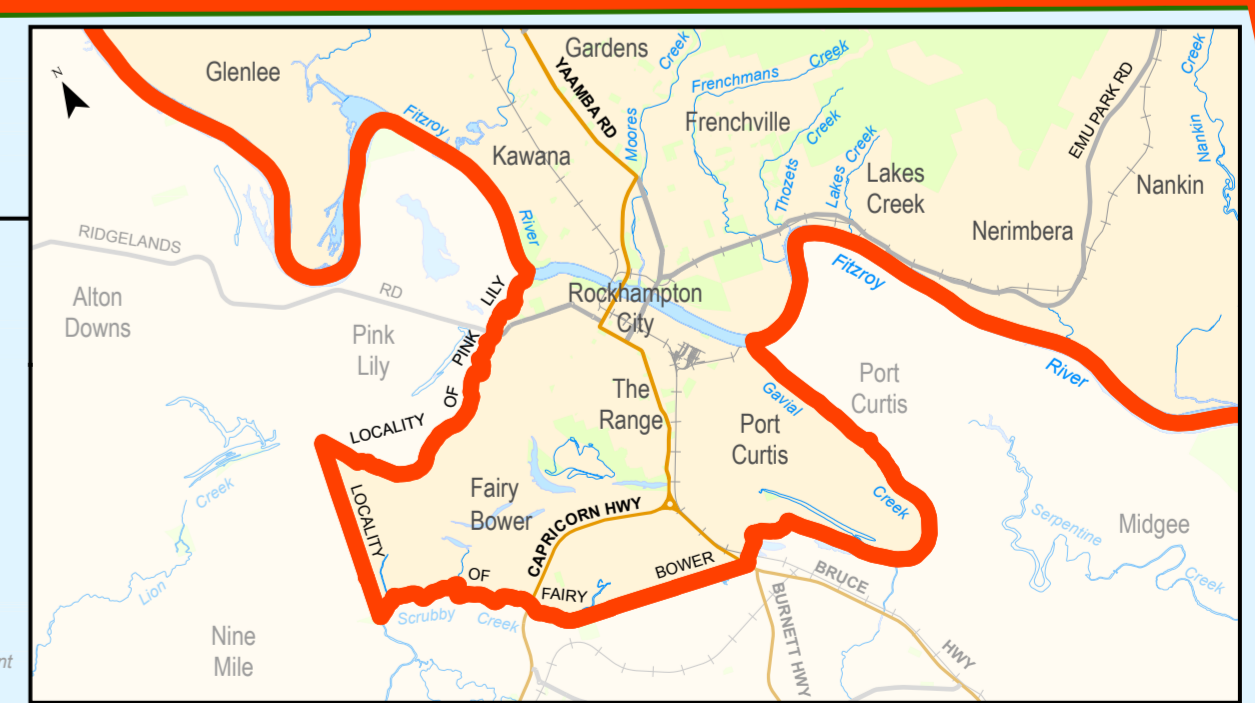 Gardens
Creek
Creek
Creek
Glenlee
YAAMBA RD
Frenchmans
EMU PARK RD
N
Fitzroy
Kawana
Moores
Frenchville
Creek
Nankin
Thozets
Lakes
Creek
Lakes
Creek
Nankin
River
Nerimbera
RIDGELANDS
RD
Alton
Downs
LILY
PINK
OF
LOCALITY
Pink
Lily
Rockhampton
City
Fitzroy
River
The
Range
Gavial
Creek
Port
Curtis
Port
Curtis
LOCALITY
OF
FAIRY
BOWER
Fairy
Bower
CAPRICORN HWY
Creek
Lion
Serpentine
Creek
Midgee
Scrubby
Creek
BRUCE
HWY
BURNETT HWY
Nine
Mile
nt